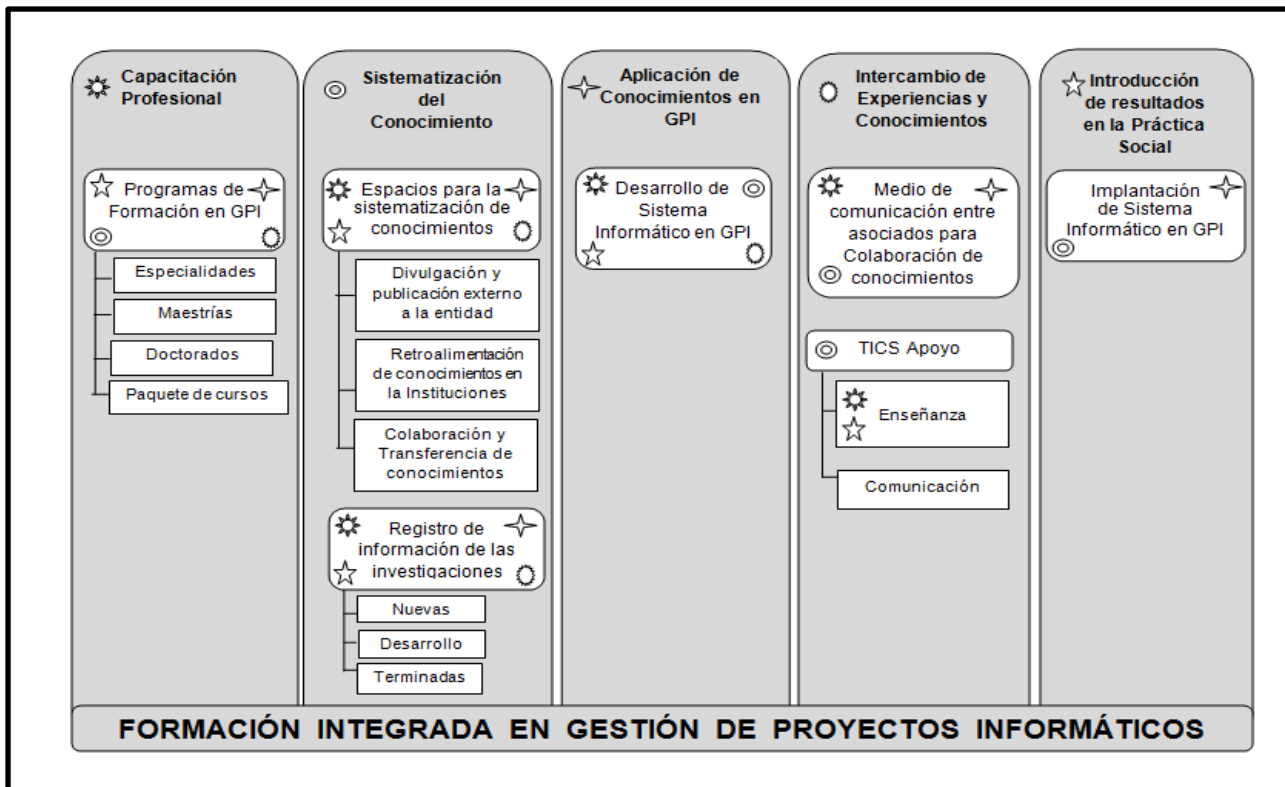 Capacitación
Profesional
Programas de
Formación en GPI
Especialidades
Maestrías
Doctorados
Paquete de cursos
Sistematización
del
Conocimiento
Espacios para la
sistematización de
conocimientos
Divulgación y
publicación externo
a la entidad
Retroalimentación
de conocimientos en
la Instituciones
Colaboración y
Transferencia de
conocimientos
Registro de
información de las
investigaciones
Nuevas
Desarrollo
Terminadas
Aplicación de
Conocimientos en
GPI
Desarrollo de
Sistema
Informático en GPI
Intercambio de
Experiencias y
Conocimientos
Medio de
comunicación entre
asociados para
Colaboración de
conocimientos
TICS Apoyo
Enseñanza
Comunicación
Introducción
de resultados
en la Práctica
Social
Implantación
de Sistema
Informático en GPI
FORMACIÓN INTEGRADA EN GESTIÓN DE PROYECTOS INFORMÁTICOS